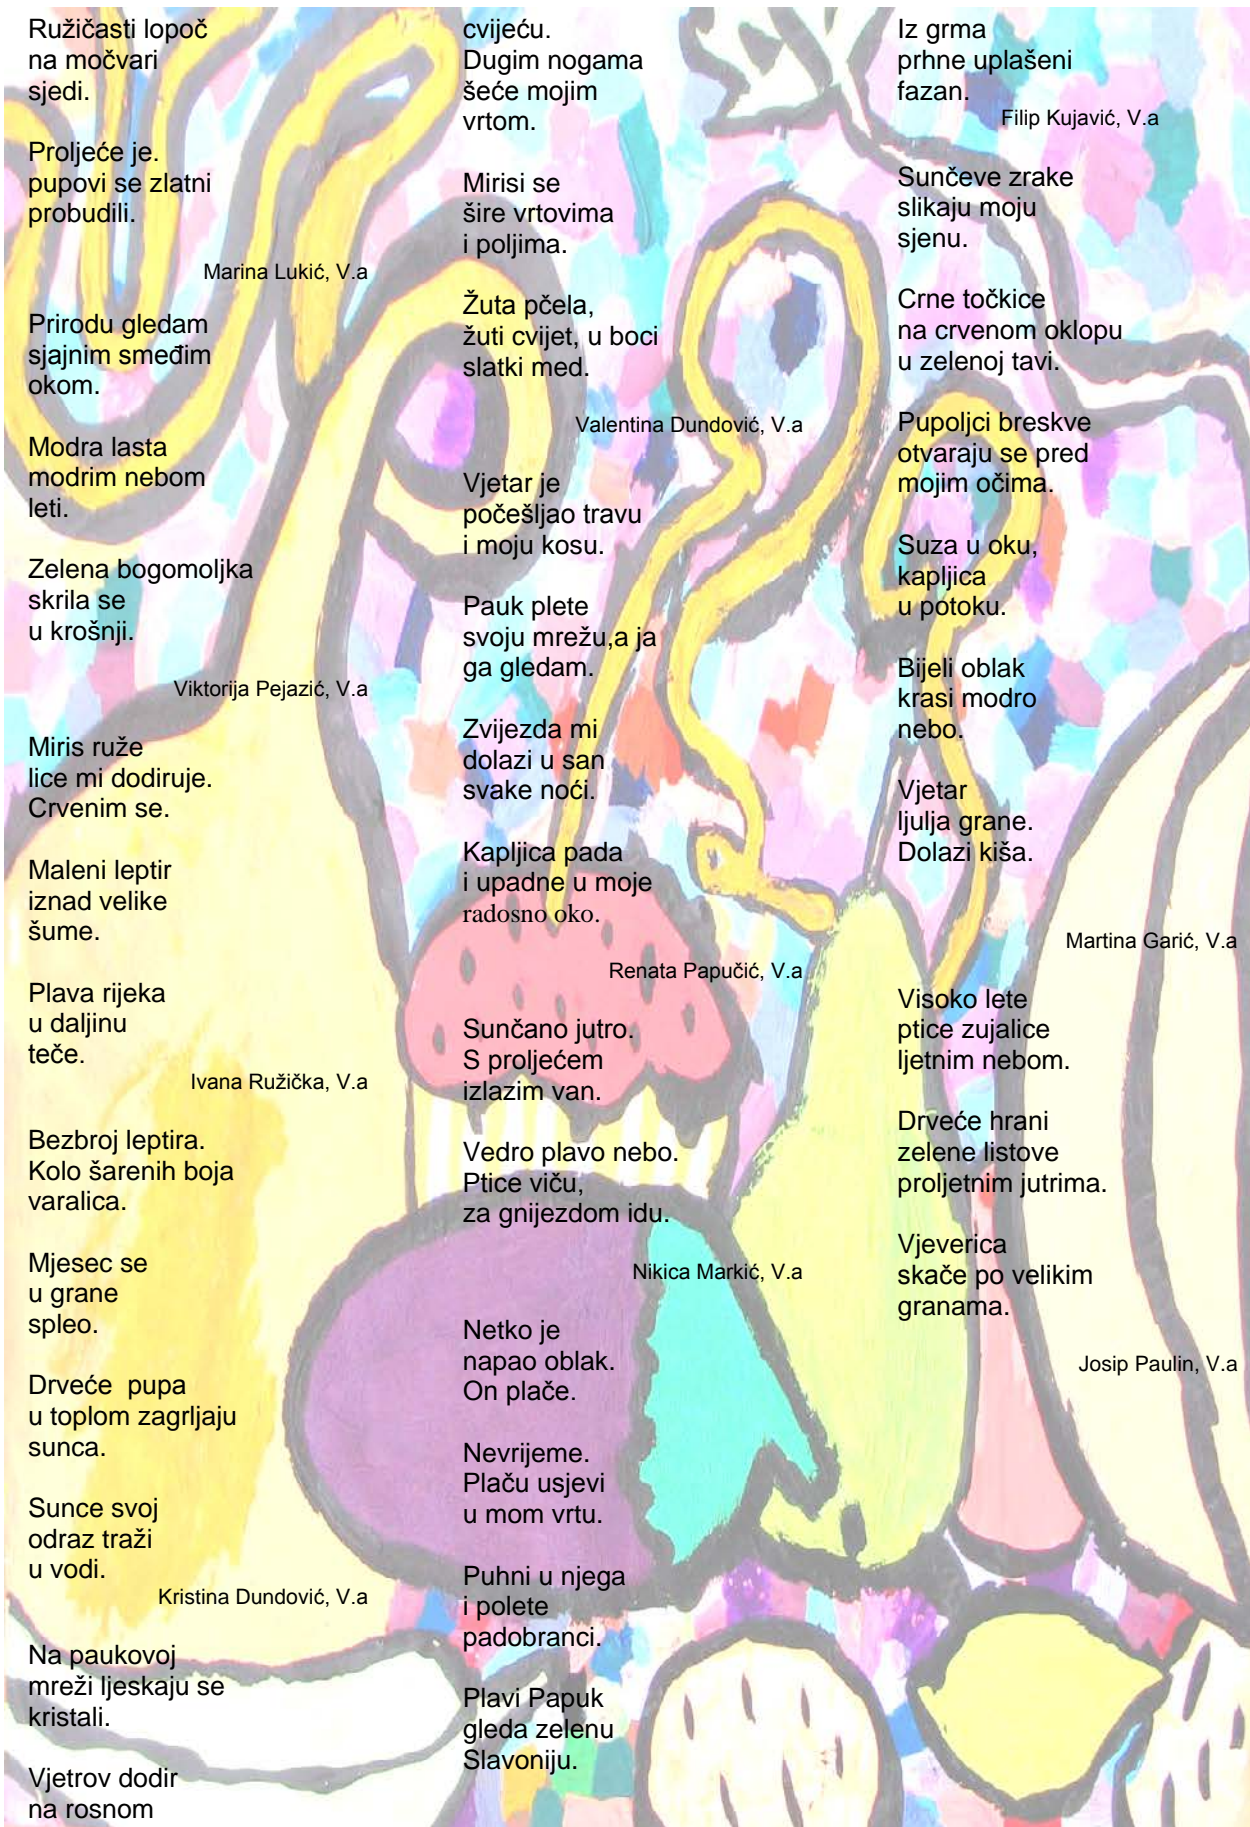 Ružičasti lopoč
na močvari
sjedi.
Proljeće je.
pupovi se zlatni
probudili.
Marina Lukić, V.a
Prirodu gledam
sjajnim smeđim
okom.
Modra lasta
modrim nebom
leti.
Zelena bogomoljka
skrila se
u krošnji.
Viktorija Pejazić, V.a
Miris ruže
lice mi dodiruje.
Crvenim se.
Maleni leptir
iznad velike
šume.
Plava rijeka
u daljinu
teče.
Ivana Ružička, V.a
Bezbroj leptira.
Kolo šarenih boja
varalica.
Mjesec se
u grane
spleo.
Drveće  pupa
u toplom zagrljaju
sunca.
Sunce svoj
odraz traži
u vodi.
Kristina Dundović, V.a
Na paukovoj
mreži ljeskaju se
kristali.
Vjetrov dodir
na rosnom
cvijeću.
Dugim nogama
šeće mojim
vrtom.
Mirisi se
šire vrtovima
i poljima.
Žuta pčela,
žuti cvijet, u boci
slatki med.
Valentina Dundović, V.a
Vjetar je
počešljao travu
i moju kosu.
Pauk plete
svoju mrežu,a ja
ga gledam.
Zvijezda mi
dolazi u san
svake noći.
Kapljica pada
i upadne u moje
radosno oko.
Renata Papučić, V.a
Sunčano jutro.
S proljećem
izlazim van.
Vedro plavo nebo.
Ptice viču,
za gnijezdom idu.
Nikica Markić, V.a
Netko je
napao oblak.
On plače.
Nevrijeme.
Plaču usjevi
u mom vrtu.
Puhni u njega
i polete
padobranci.
Plavi Papuk
gleda zelenu
Slavoniju.
Iz grma
prhne uplašeni
fazan.
Filip Kujavić, V.a
Sunčeve zrake
slikaju moju
sjenu.
Crne točkice
na crvenom oklopu
u zelenoj tavi.
Pupoljci breskve
otvaraju se pred
mojim očima.
Suza u oku,
kapljica
u potoku.
Bijeli oblak
krasi modro
nebo.
Vjetar
ljulja grane.
Dolazi kiša.
Martina Garić, V.a
Visoko lete
ptice zujalice
ljetnim nebom.
Drveće hrani
zelene listove
proljetnim jutrima.
Vjeverica
skače po velikim
granama.
Josip Paulin, V.a